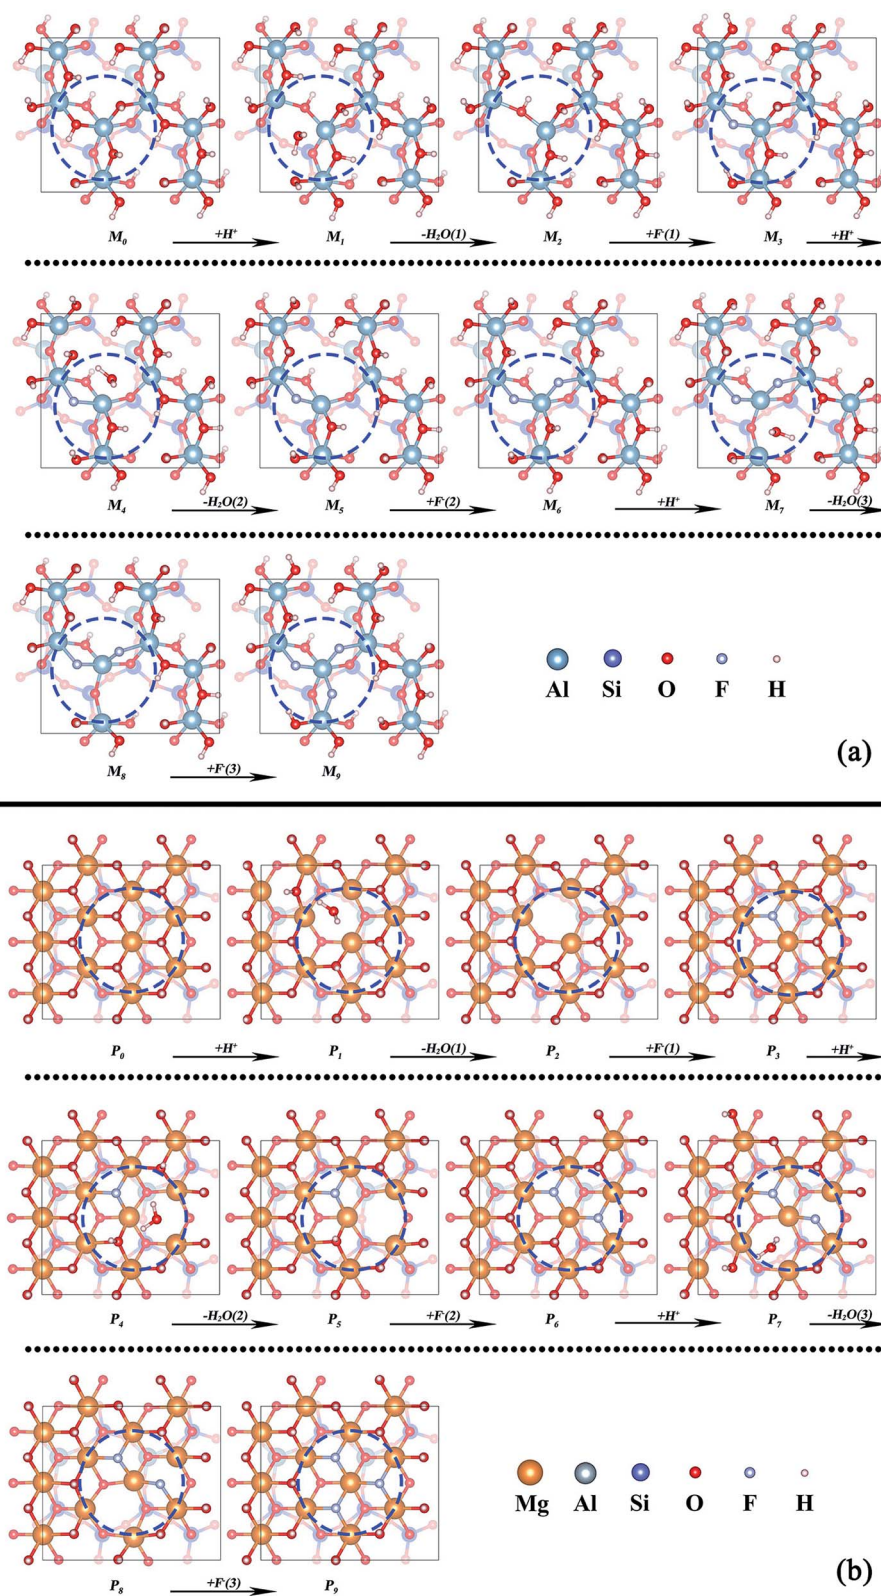 M₀ +H⁺ M₁ -H₂O(1) M₂ +F⁻(1) M₃ +H⁺
M₄ -H₂O(2) M₅ +F⁻(2) M₆ +H⁺ M₇ -H₂O(3)
Al Si O F H
(a)
M₈ +F⁻(3) M₉
P₀ +H⁺ P₁ -H₂O(1) P₂ +F⁻(1) P₃ +H⁺
P₄ -H₂O(2) P₅ +F⁻(2) P₆ +H⁺ P₇ -H₂O(3)
Mg Al Si O F H
(b)
P₈ +F⁻(3) P₉